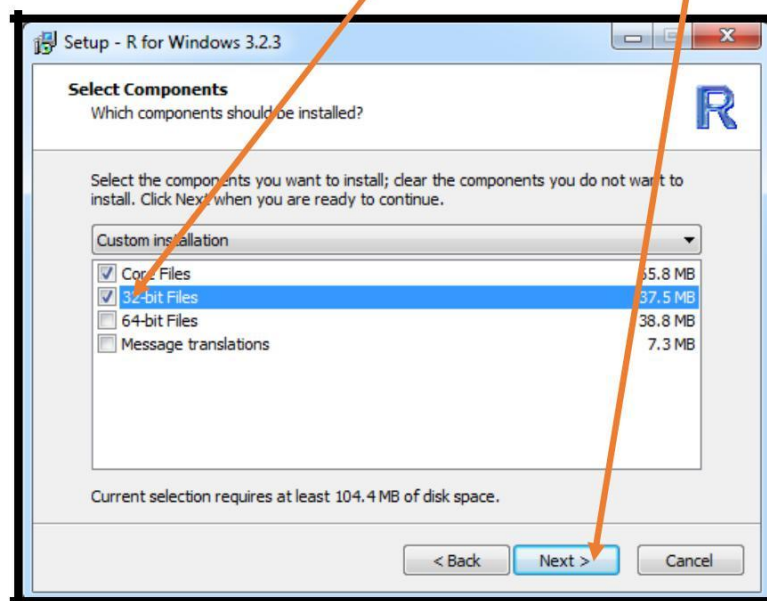 Setup - R for Windows 3.2.3
Select Components
Which components should be installed?
R
Select the components you want to install; clear the components you do not want to
install. Click Next when you are ready to continue.
Custom installation
Core Files
32-bit Files 37.5 MB
64-bit Files 38.8 MB
Message translations 7.3 MB
Current selection requires at least 104.4 MB of disk space.
< Back Next > Cancel